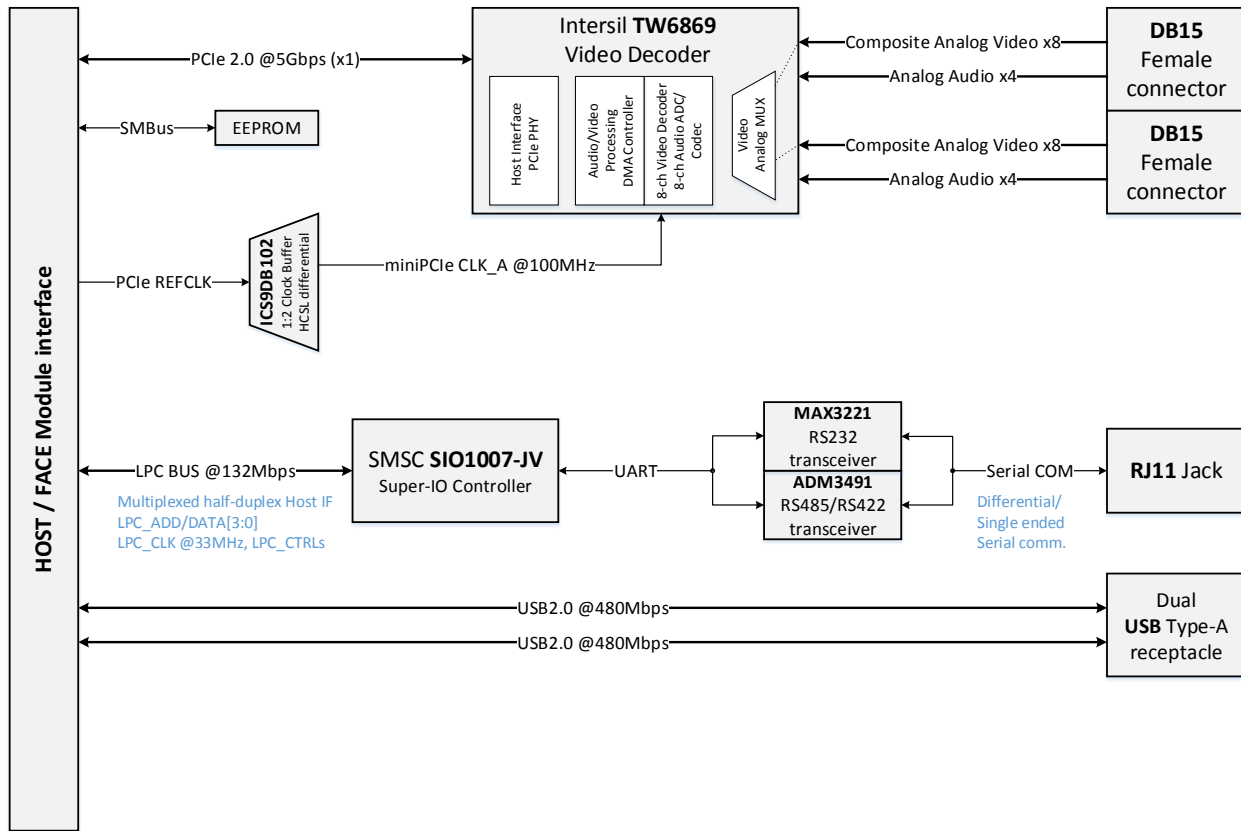 Intersil TW6869
Video Decoder
PCIe 2.0 @5Gbps (x1)
Host Interface
PCIe PHY
Audio/Video
Processing
DMA Controller
8-ch Video Decoder
8-ch Audio ADC/
Codec
Video
Analog MUX
Composite Analog Video x8
Analog Audio x4
DB15
Female
connector
Composite Analog Video x8
Analog Audio x4
DB15
Female
connector
SMBus
EEPROM
PCIe REFCLK
ICS9DB102
1:2 Clock Buffer
HCSL differential
miniPCIe CLK_A @100MHz
HOST / FACE Module interface
LPC BUS @132Mbps
Multiplexed half-duplex Host IF
LPC_ADD/DATA[3:0]
LPC_CLK @33MHz, LPC_CTRLs
SMSC SIO1007-JV
Super-IO Controller
UART
MAX3221
RS232
transceiver
ADM3491
RS485/RS422
transceiver
Serial COM
Differential/
Single ended
Serial comm.
RJ11 Jack
USB2.0 @480Mbps
USB2.0 @480Mbps
Dual
USB Type-A
receptacle